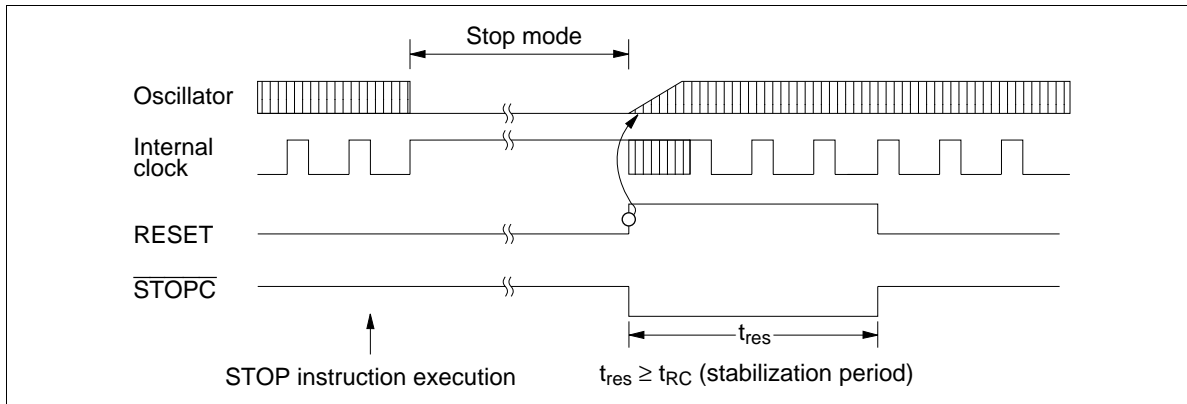 Stop mode
Oscillator
Internal
clock
RESET
STOPC
tres
STOP instruction execution
tres ≥ tRC (stabilization period)